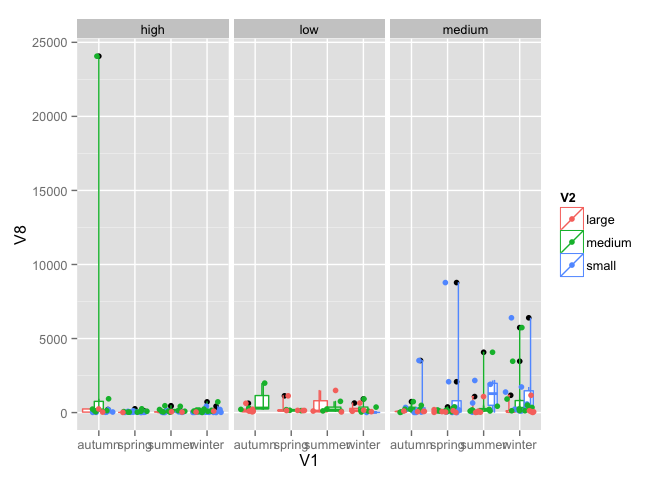 high low medium
25000
20000
15000
10000
5000
0
V8
autumn spring summer winter autumn spring summer winter autumn spring summer winter
V1
V2
large
medium
small